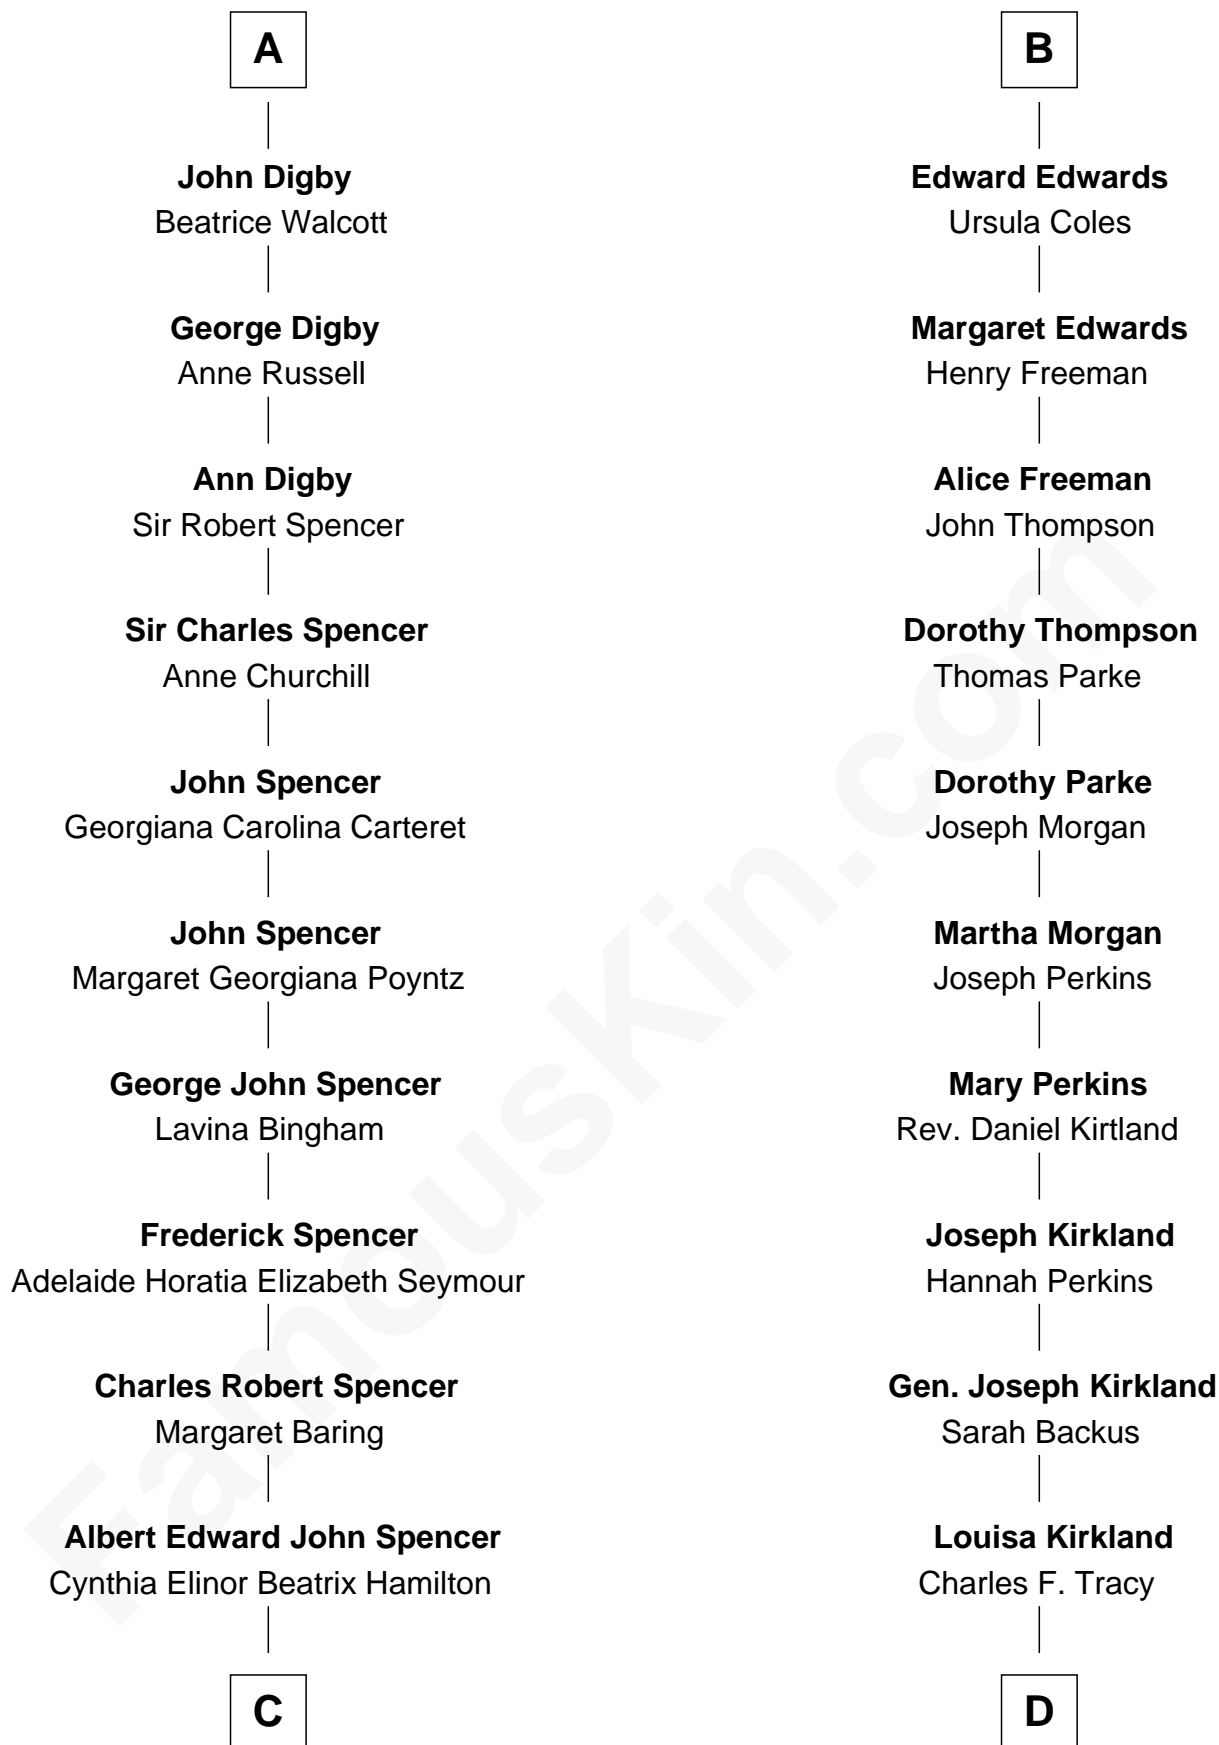 A
John Digby
Beatrice Walcott
George Digby
Anne Russell
Ann Digby
Sir Robert Spencer
Sir Charles Spencer
Anne Churchill
John Spencer
Georgiana Carolina Carteret
John Spencer
Margaret Georgiana Poyntz
George John Spencer
Lavina Bingham
Frederick Spencer
Adelaide Horatia Elizabeth Seymour
Charles Robert Spencer
Margaret Baring
Albert Edward John Spencer
Cynthia Elinor Beatrix Hamilton
C
B
Edward Edwards
Ursula Coles
Margaret Edwards
Henry Freeman
Alice Freeman
John Thompson
Dorothy Thompson
Thomas Parke
Dorothy Parke
Joseph Morgan
Martha Morgan
Joseph Perkins
Mary Perkins
Rev. Daniel Kirtland
Joseph Kirkland
Hannah Perkins
Gen. Joseph Kirkland
Sarah Backus
Louisa Kirkland
Charles F. Tracy
D
FamousKin.com